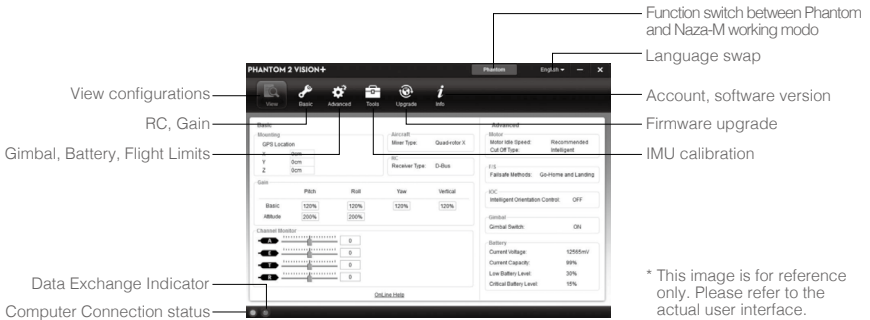 Function switch between Phantom
and Naza-M working modo
Language swap
PHANTOM 2 VISION+
Phantom
English
View configurations
View
Basic
Advanced
Tools
Upgrade
Info
Account, software version
RC, Gain
Firmware upgrade
Gimbal, Battery, Flight Limits
IMU calibration
Basic
Mounting
GPS Location
X 0cm
Y 0cm
Z 0cm
Aircraft
Mixer Type: Quad-rotor X
RC
Receiver Type: D-Bus
Gain
Pitch Roll Yaw Vertical
Basic: 120% 120% 120% 120%
Attitude: 200% 200%
Channel Monitor
A 0
E 0
T 0
R 0
OnLine Help
Advanced
Motor
Motor Idle Speed: Recommended
Cut Off Type: Intelligent
F/S
Failsafe Methods: Go-Home and Landing
IOC
Intelligent Orientation Control: OFF
Gimbal
Gimbal Switch: ON
Battery
Current Voltage: 12565mV
Current Capacity: 99%
Low Battery Level: 30%
Critical Battery Level: 15%
Data Exchange Indicator
Computer Connection status
* This image is for reference
only. Please refer to the
actual user interface.